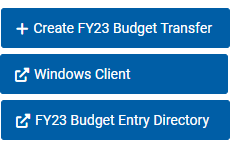 Create FY23 Budget Transfer
Windows Client
FY23 Budget Entry Directory